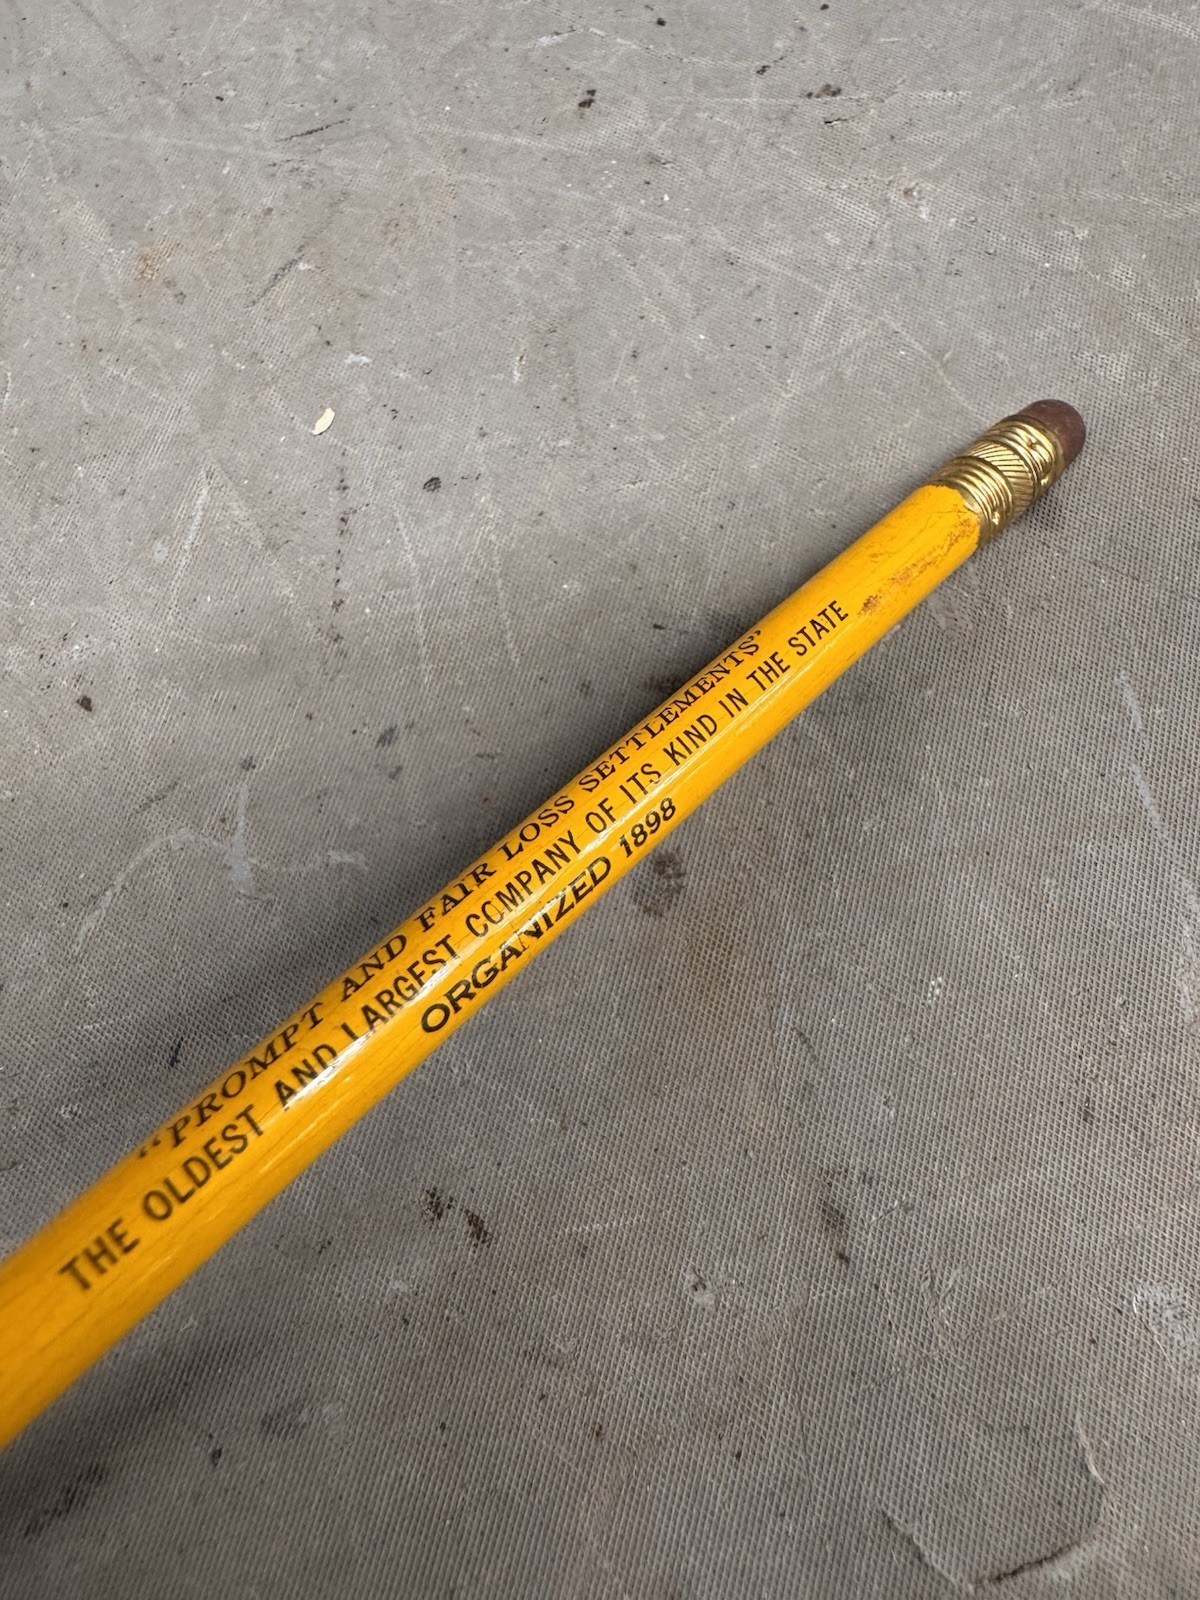 “PROMPT AND FAIR LOSS SETTLEMENTS”
THE OLDEST AND LARGEST COMPANY OF ITS KIND IN THE STATE
ORGANIZED 1898